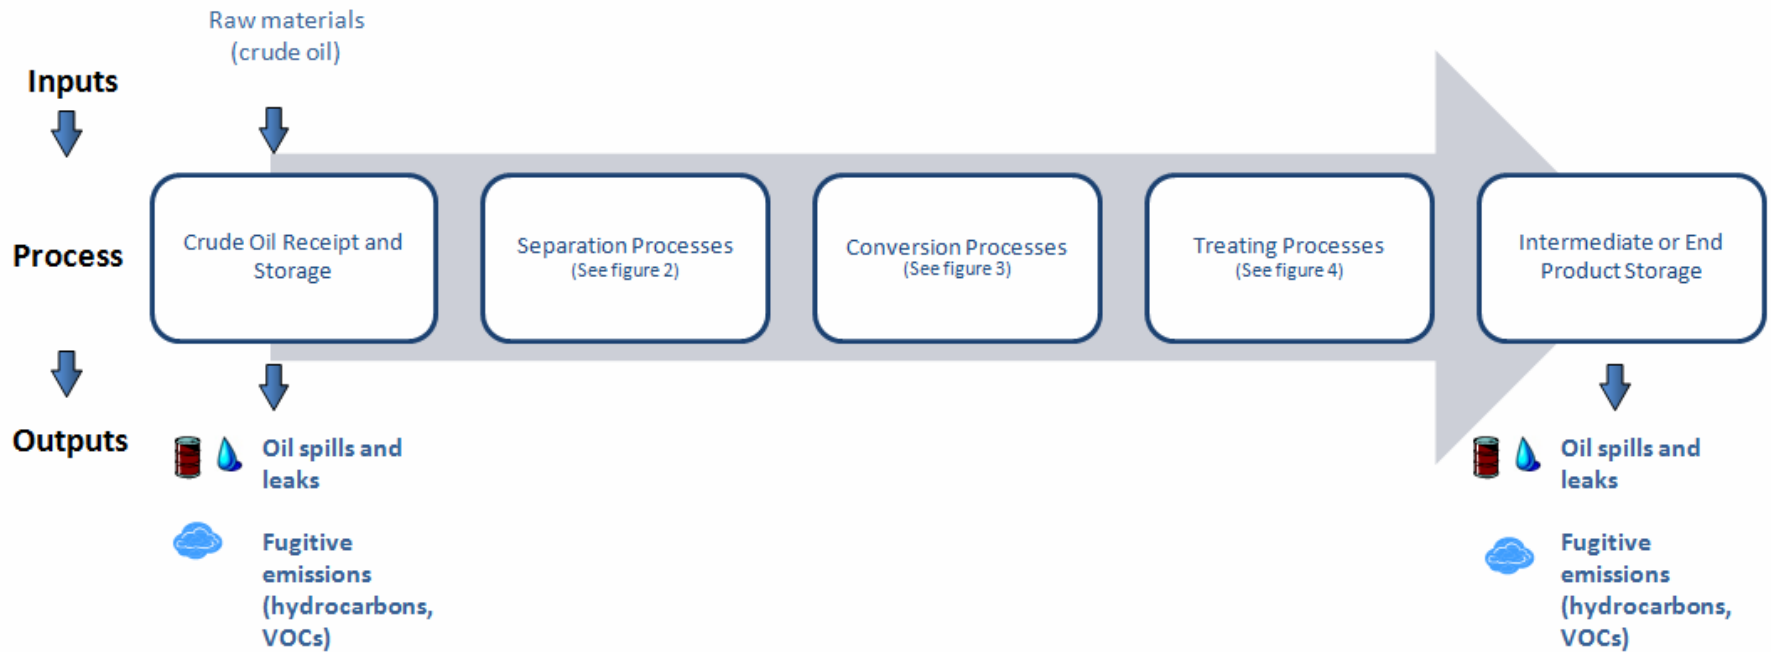 Raw materials
(crude oil)
Inputs
Process
Crude Oil Receipt and
Storage
Separation Processes
(See figure 2)
Conversion Processes
(See figure 3)
Treating Processes
(See figure 4)
Intermediate or End
Product Storage
Outputs
Oil spills and
leaks
Fugitive
emissions
(hydrocarbons,
VOCs)
Oil spills and
leaks
Fugitive
emissions
(hydrocarbons,
VOCs)